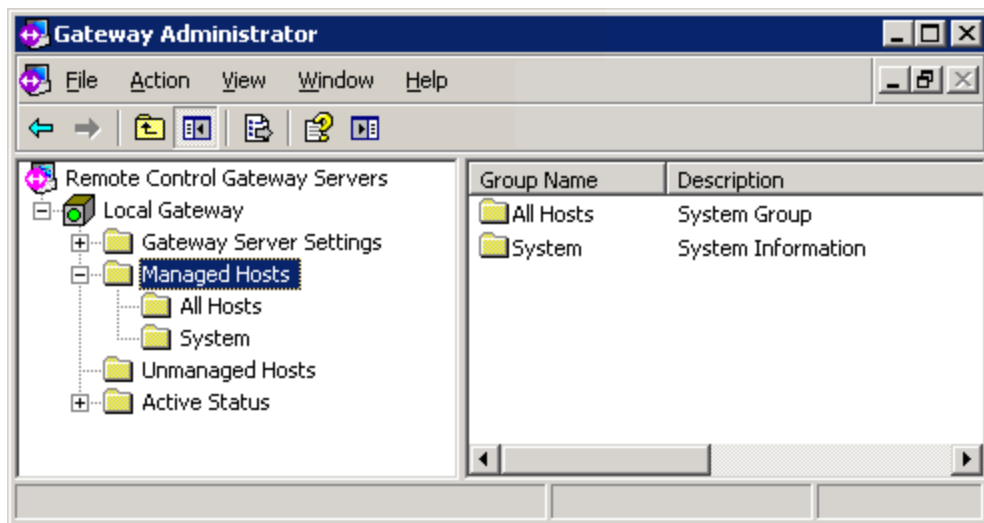 Gateway Administrator
File Action View Window Help
Remote Control Gateway Servers
Local Gateway
Gateway Server Settings
Managed Hosts
All Hosts
System
Unmanaged Hosts
Active Status
Group Name Description
All Hosts System Group
System System Information